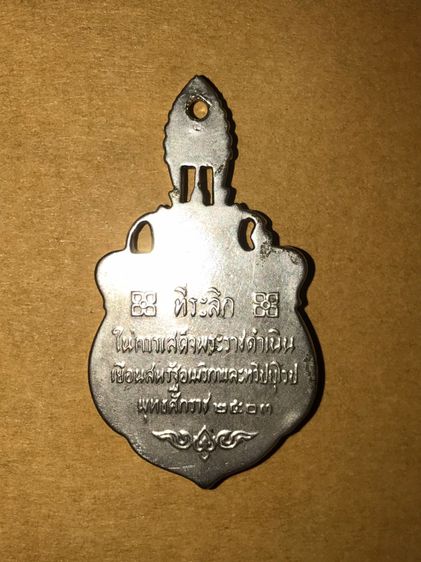 ที่ระลึก
ในการเสด็จพระราชดำเนิน
เยือนสหรัฐอเมริกาและทวีปยุโรป
พุทธศักราช ๒๕๐๓